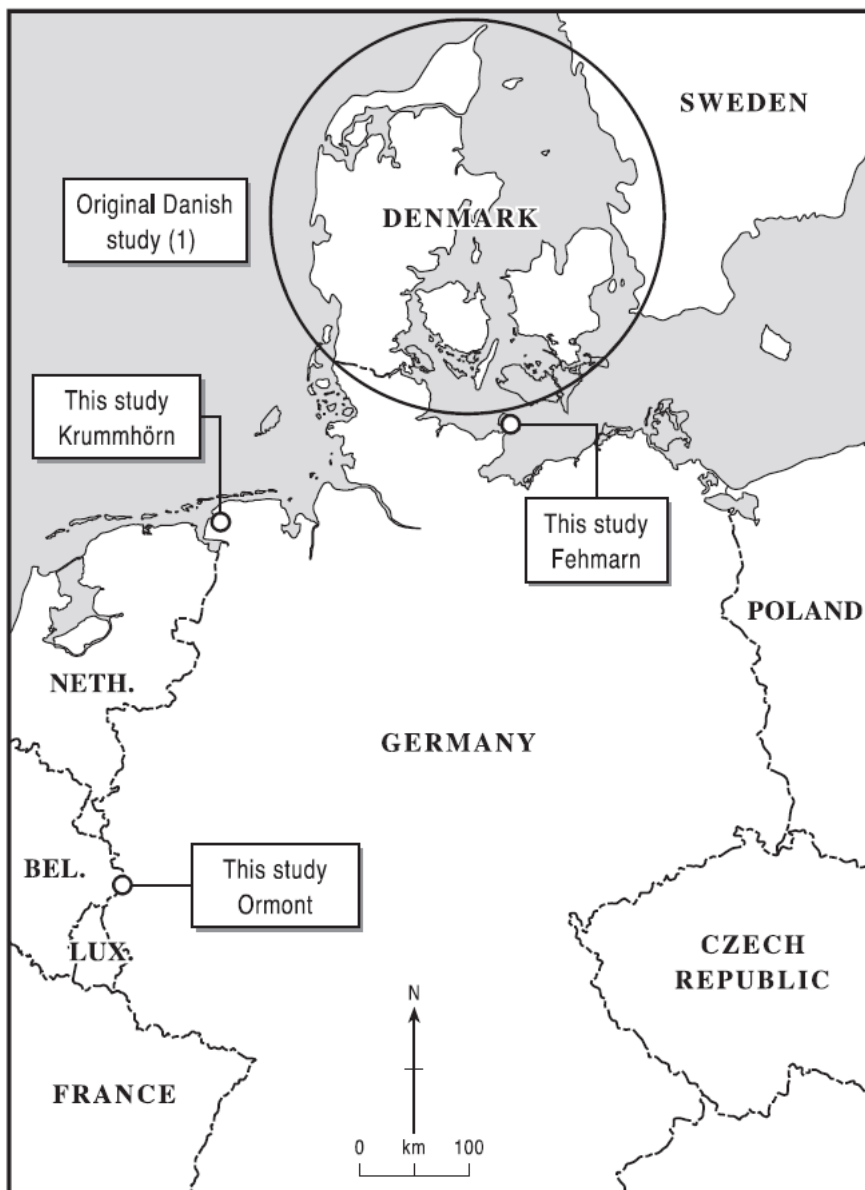 SWEDEN
Original Danish
study (1)
DENMARK
This study
Krummhörn
This study
Fehmarn
POLAND
NETH.
GERMANY
BEL.
This study
Ormont
LUX.
CZECH
REPUBLIC
N
FRANCE
0 km 100